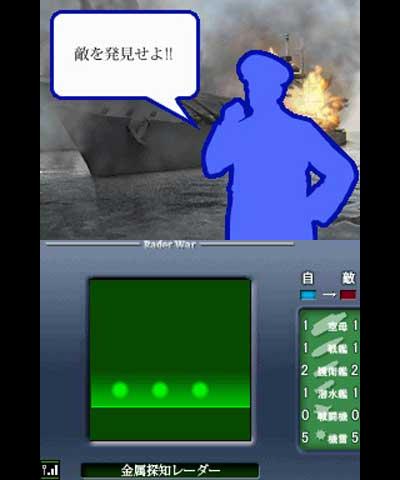 敵を発見せよ!!
Rader War
自 敵
→
1 空母 1
1 戦艦 1
2 護衛艦 2
1 潜水艦 1
0 戦闘機 0
5 機雷 5
金属探知レーダー